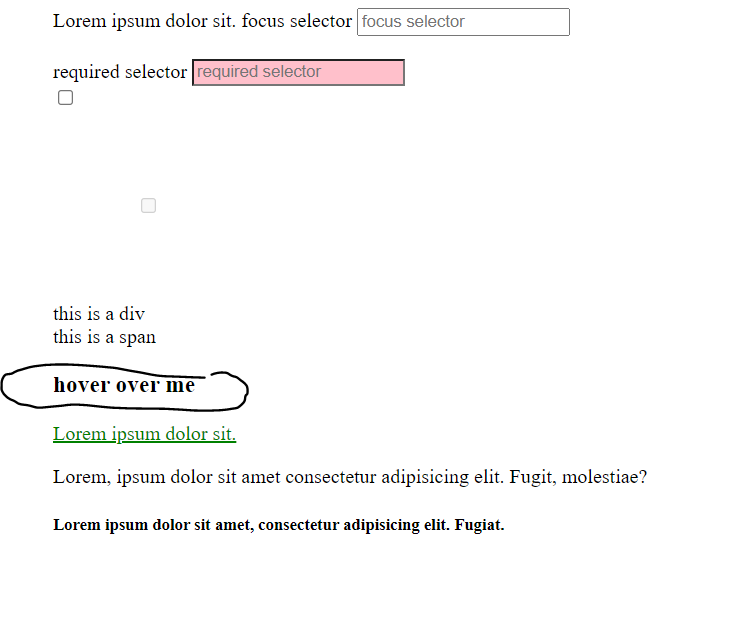 Lorem ipsum dolor sit. focus selector focus selector
required selector required selector
this is a div
this is a span
hover over me
Lorem ipsum dolor sit.
Lorem, ipsum dolor sit amet consectetur adipisicing elit. Fugit, molestiae?
Lorem ipsum dolor sit amet, consectetur adipisicing elit. Fugiat.